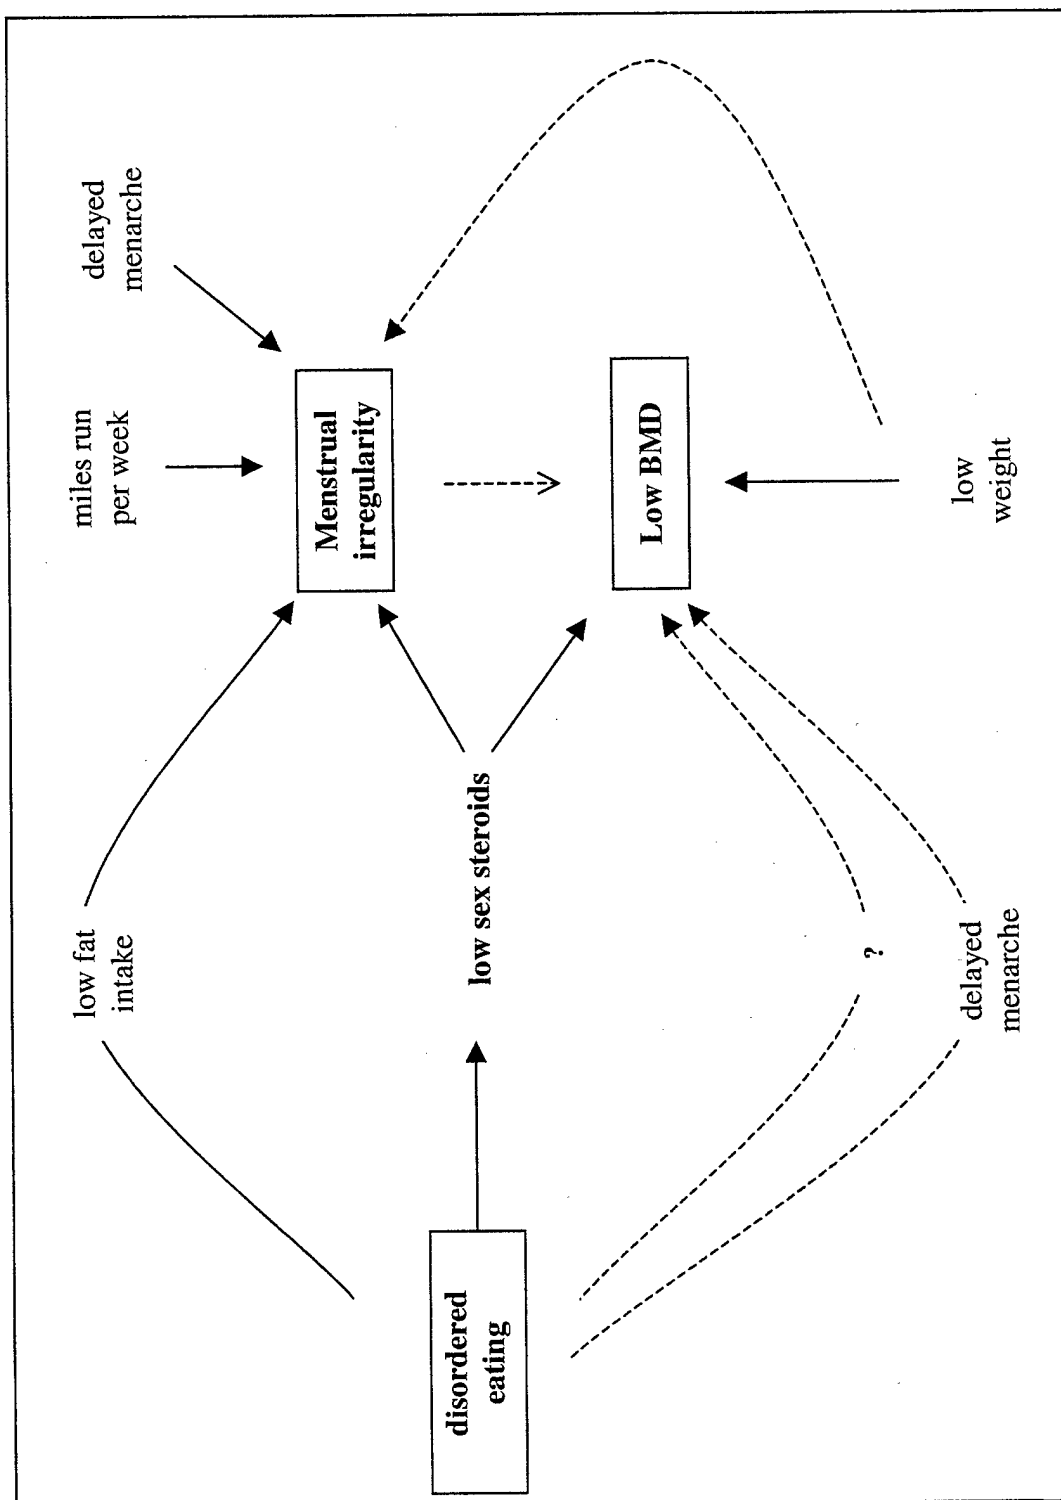 miles run
per week
delayed
menarche
low fat
intake
Menstrual
irregularity
low sex steroids
disordered
eating
Low BMD
?
delayed
menarche
low
weight